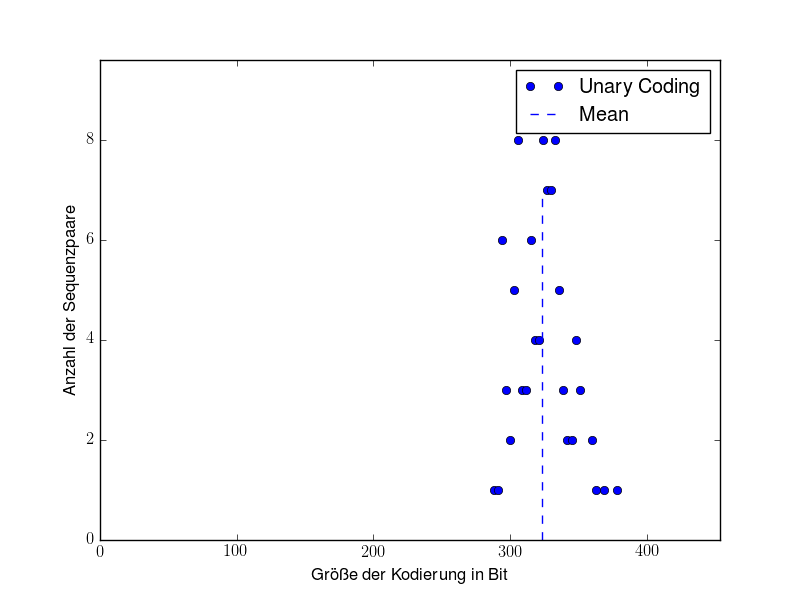 Unary Coding
Mean
8
6
4
2
0
Anzahl der Sequenzpaare
0 100 200 300 400
Größe der Kodierung in Bit